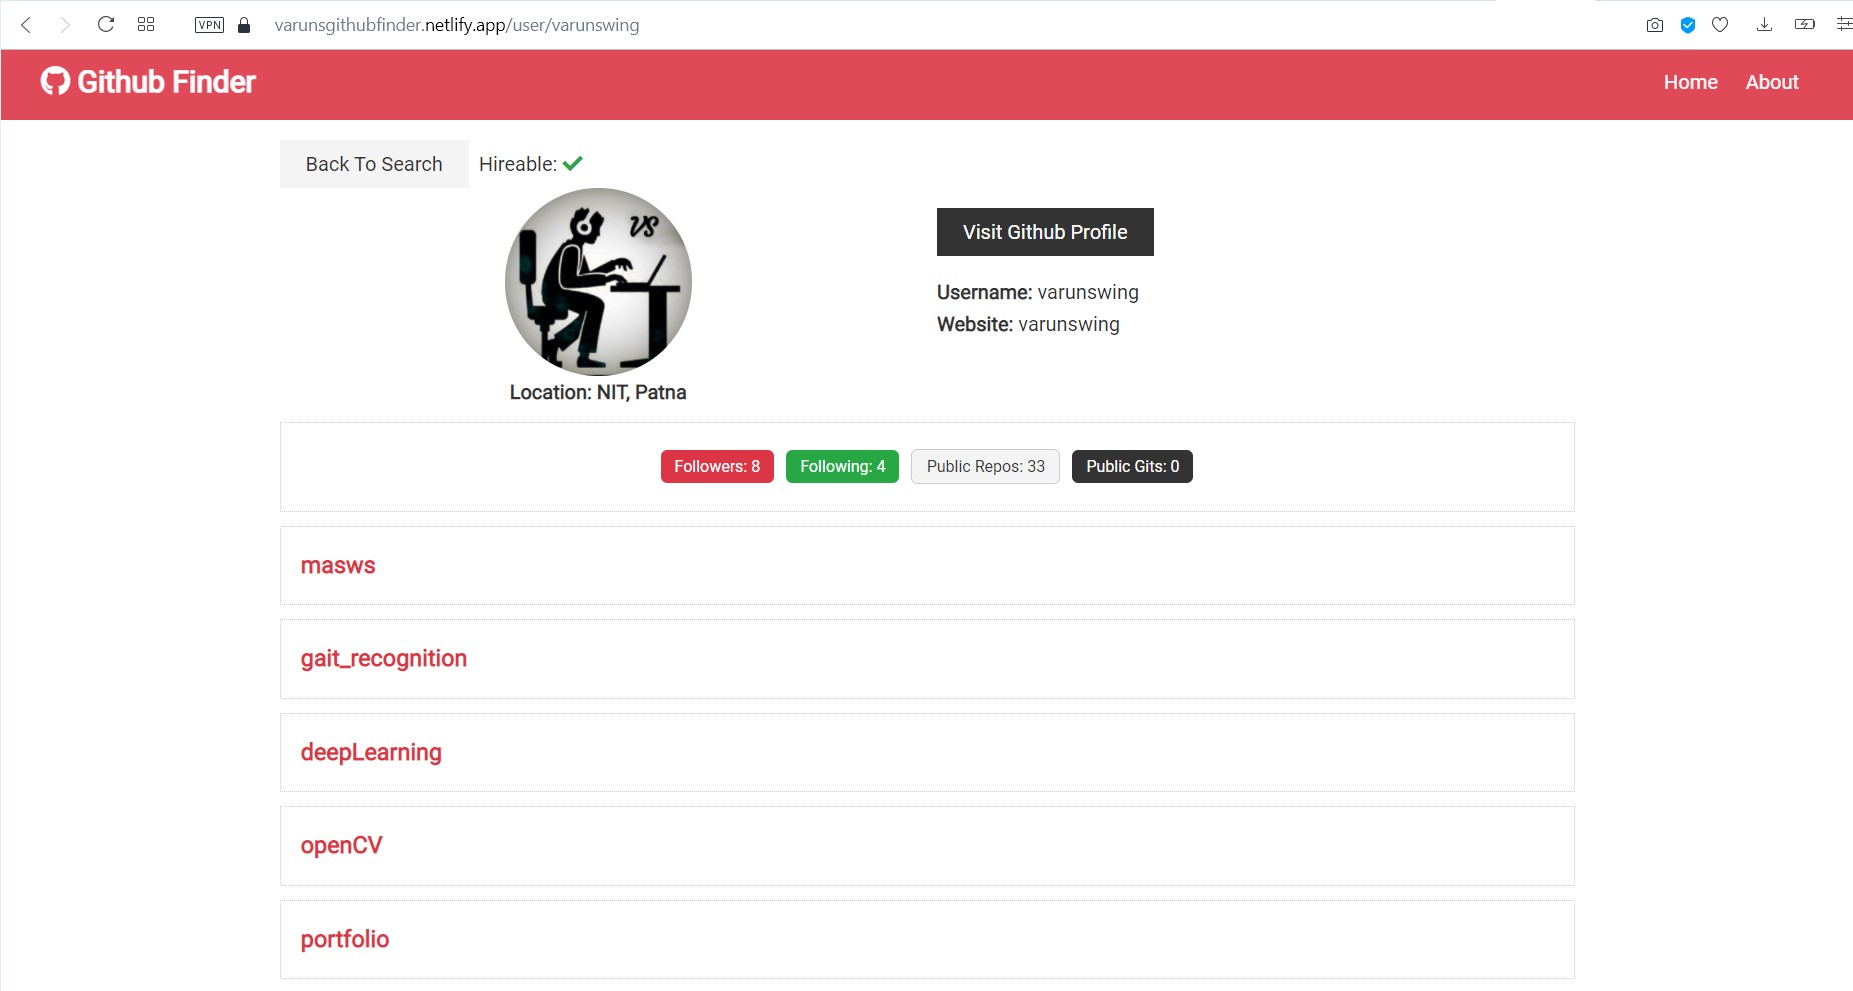 VPN varunsgithubfinder.netlify.app/user/varunswing
Github Finder Home About
Back To Search Hireable:
VS
Visit Github Profile
Username: varunswing
Website: varunswing
Location: NIT, Patna
Followers: 8 Following: 4 Public Repos: 33 Public Gits: 0
masws
gait_recognition
deepLearning
openCV
portfolio